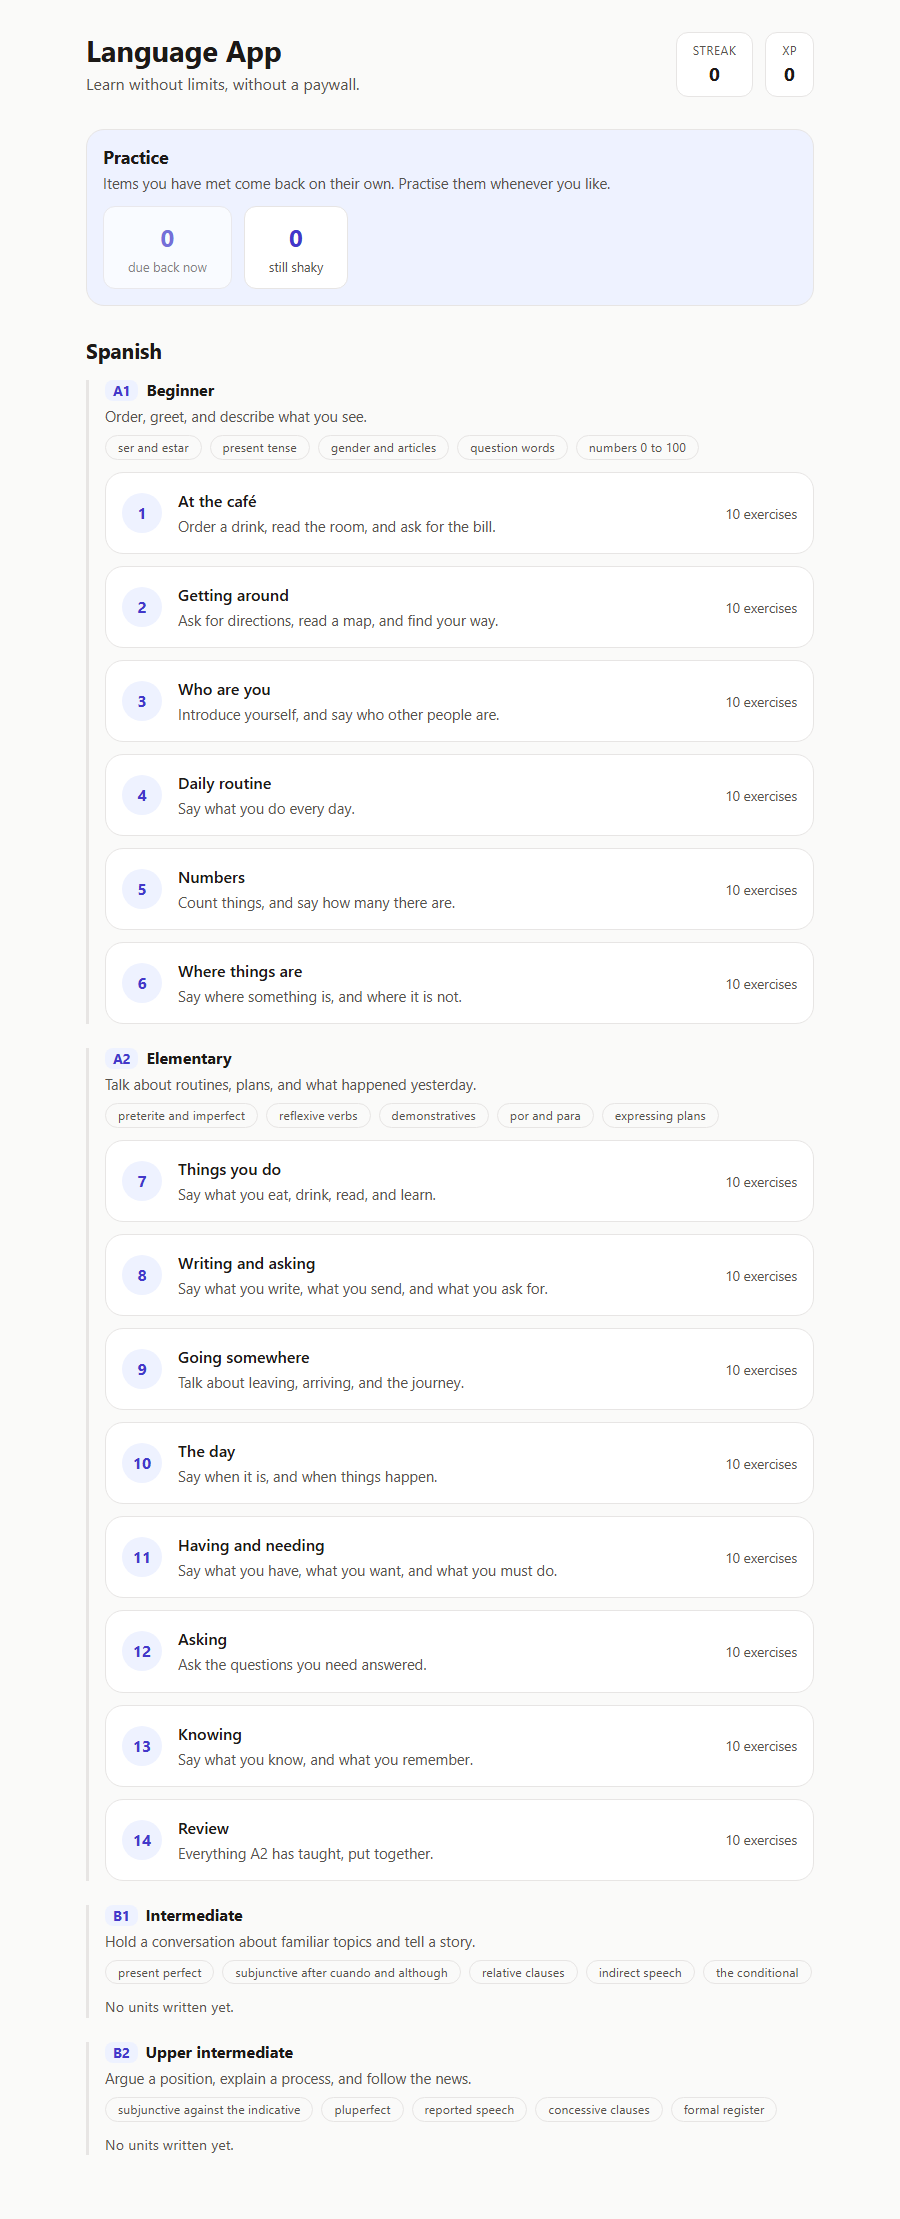 Language App
Learn without limits, without a paywall.
STREAK
0
XP
0
Practice
Items you have met come back on their own. Practise them whenever you like.
0
due back now
0
still shaky
Spanish
A1 Beginner
Order, greet, and describe what you see.
ser and estar present tense gender and articles question words numbers 0 to 100
1
At the café
Order a drink, read the room, and ask for the bill.
10 exercises
2
Getting around
Ask for directions, read a map, and find your way.
10 exercises
3
Who are you
Introduce yourself, and say who other people are.
10 exercises
4
Daily routine
Say what you do every day.
10 exercises
5
Numbers
Count things, and say how many there are.
10 exercises
6
Where things are
Say where something is, and where it is not.
10 exercises
A2 Elementary
Talk about routines, plans, and what happened yesterday.
preterite and imperfect reflexive verbs demonstratives por and para expressing plans
7
Things you do
Say what you eat, drink, read, and learn.
10 exercises
8
Writing and asking
Say what you write, what you send, and what you ask for.
10 exercises
9
Going somewhere
Talk about leaving, arriving, and the journey.
10 exercises
10
The day
Say when it is, and when things happen.
10 exercises
11
Having and needing
Say what you have, what you want, and what you must do.
10 exercises
12
Asking
Ask the questions you need answered.
10 exercises
13
Knowing
Say what you know, and what you remember.
10 exercises
14
Review
Everything A2 has taught, put together.
10 exercises
B1 Intermediate
Hold a conversation about familiar topics and tell a story.
present perfect subjunctive after cuando and although relative clauses indirect speech the conditional
No units written yet.
B2 Upper intermediate
Argue a position, explain a process, and follow the news.
subjunctive against the indicative pluperfect reported speech concessive clauses formal register
No units written yet.